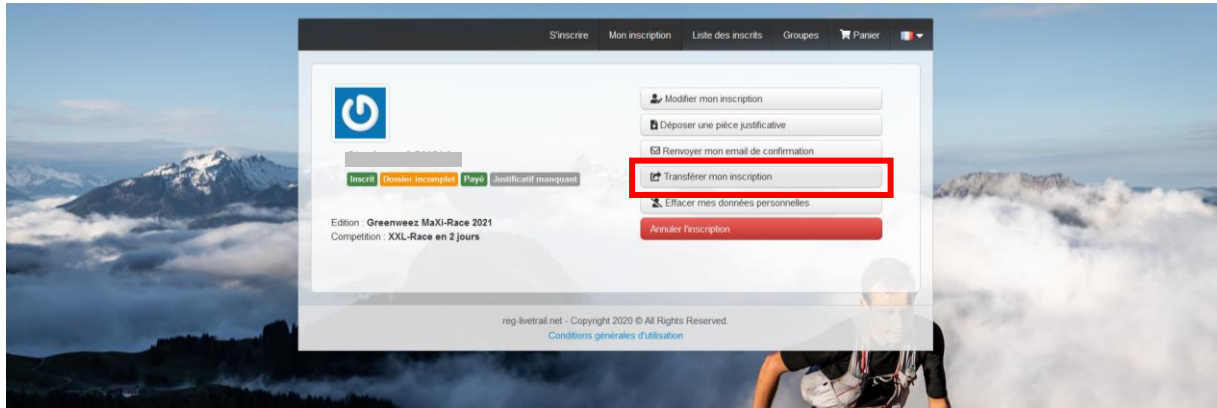 S'inscrire Mon inscription Liste des inscrits Groupes Panier
Modifier mon inscription
Déposer une pièce justificative
Renvoyer mon email de confirmation
Inscrit Dossier incomplet Payé Justificatif manquant
Transférer mon inscription
Effacer mes données personnelles
Edition : Greenweez MaXi-Race 2021
Competition : XXL-Race en 2 jours
Annuler l'inscription
reg-livetrail.net - Copyright 2020 © All Rights Reserved.
Conditions générales d'utilisation